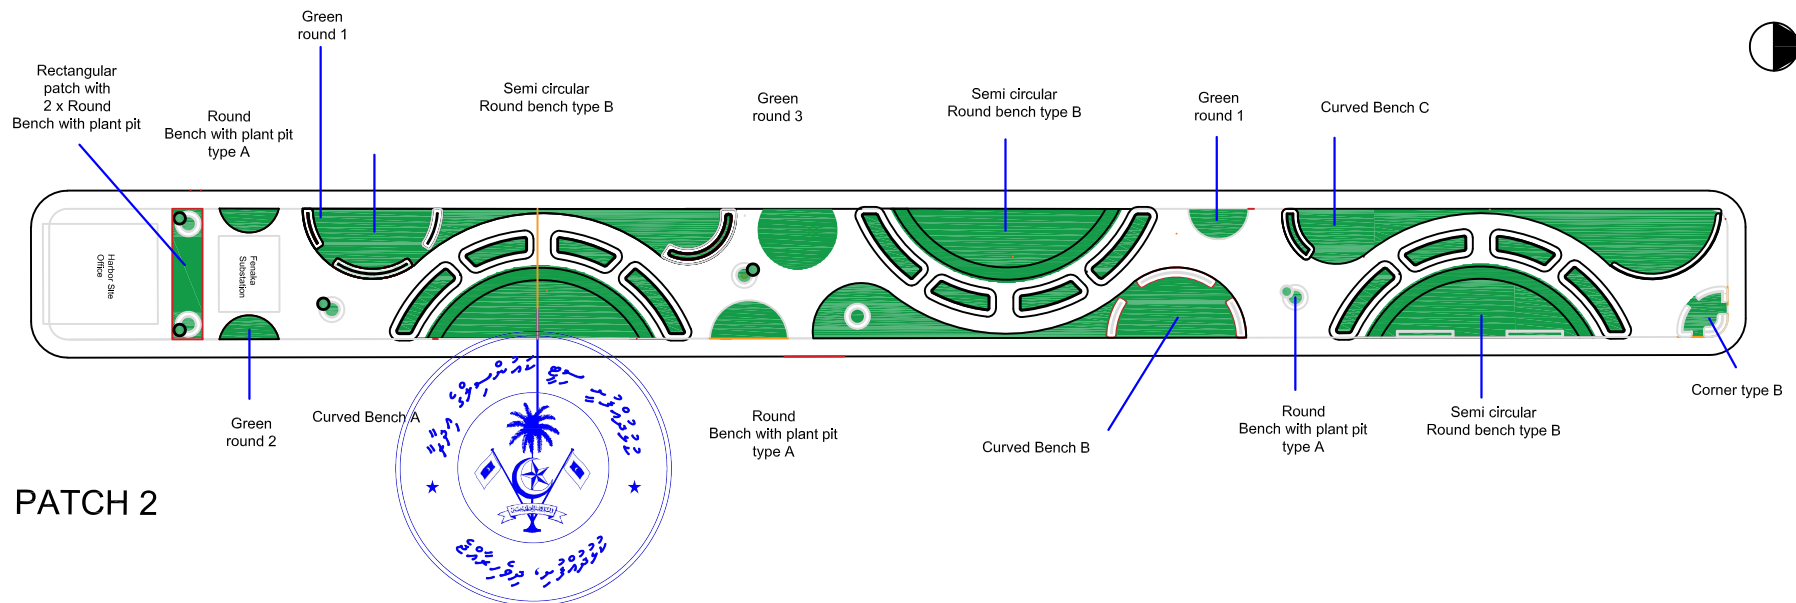 Green
round 1
Rectangular
patch with
2 x Round
Bench with plant pit
Round
Bench with plant pit
type A
Semi circular
Round bench type B
Green
round 3
Semi circular
Round bench type B
Green
round 1
Curved Bench C
Harbor Site
Office
Fenaka
Substation
Green
round 2
Curved Bench A
Round
Bench with plant pit
type A
Curved Bench B
Round
Bench with plant pit
type A
Semi circular
Round bench type B
Corner type B
PATCH 2